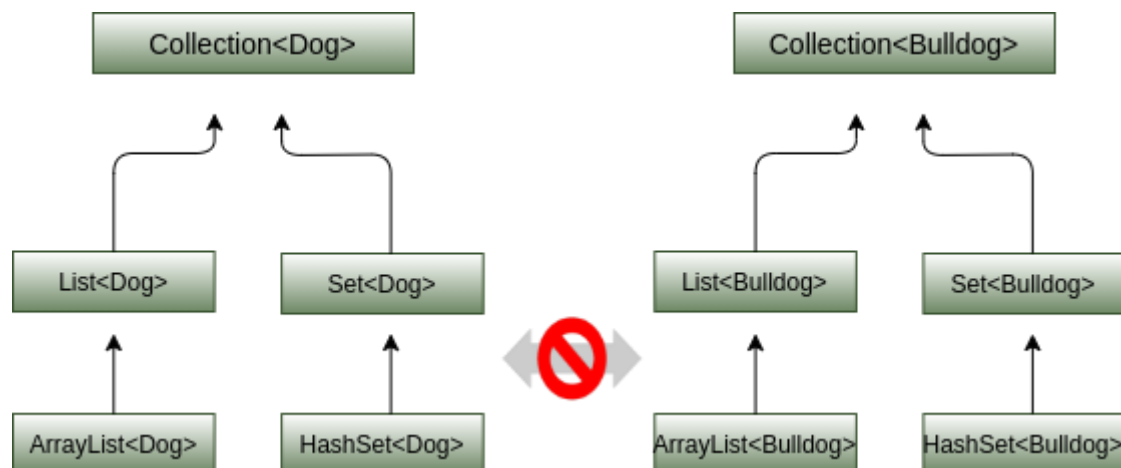 Collection<Dog>
Collection<Bulldog>
List<Dog>
Set<Dog>
List<Bulldog>
Set<Bulldog>
ArrayList<Dog>
HashSet<Dog>
ArrayList<Bulldog>
HashSet<Bulldog>